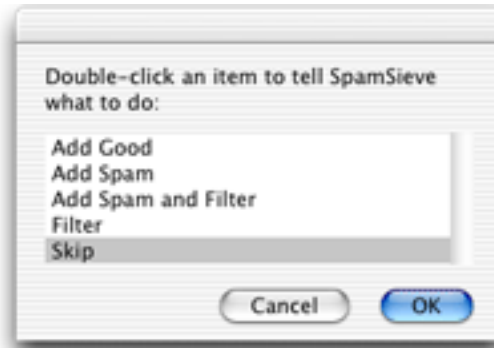 Double-click an item to tell SpamSieve
what to do:
Add Good
Add Spam
Add Spam and Filter
Filter
Skip
Cancel OK